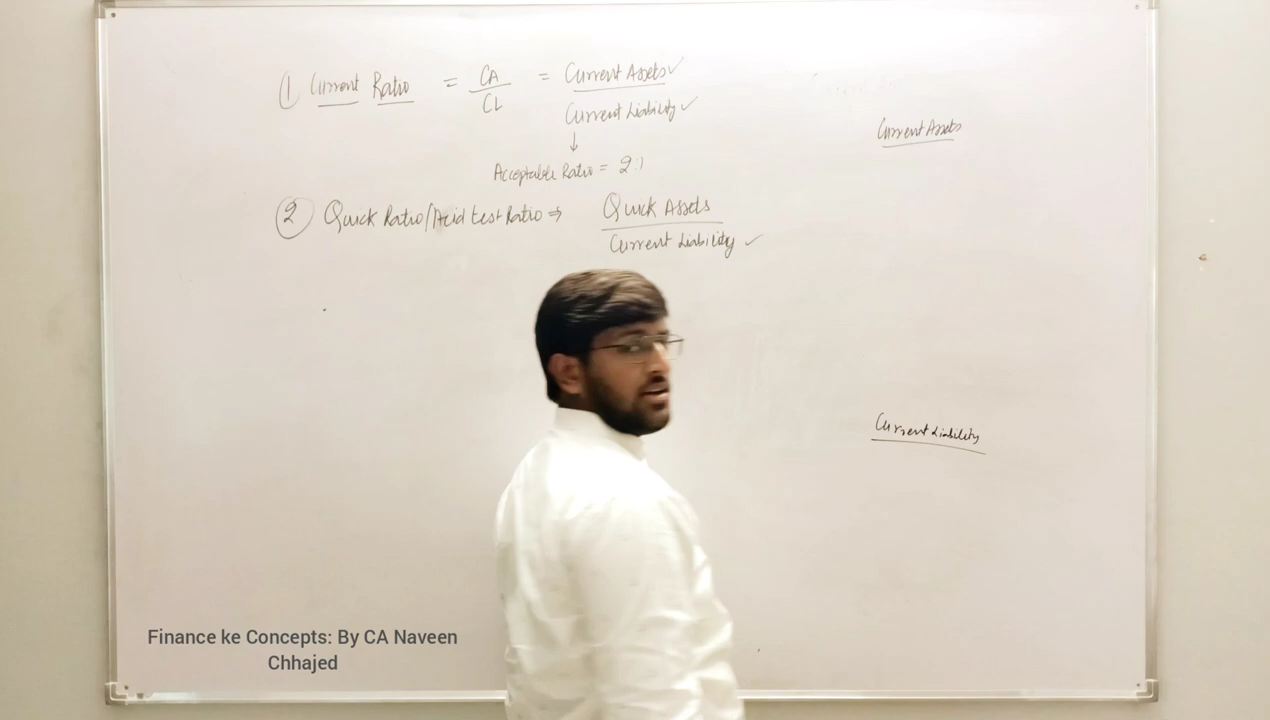 ① Current Ratio = CA / CL = Current Assets ✓ / Current Liability ✓
↓
Acceptable Ratio = 2:1
② Quick Ratio/Acid test Ratio ⇒ Quick Assets / Current Liability ✓
Current Assets
Current Liability
Finance ke Concepts: By CA Naveen
Chhajed